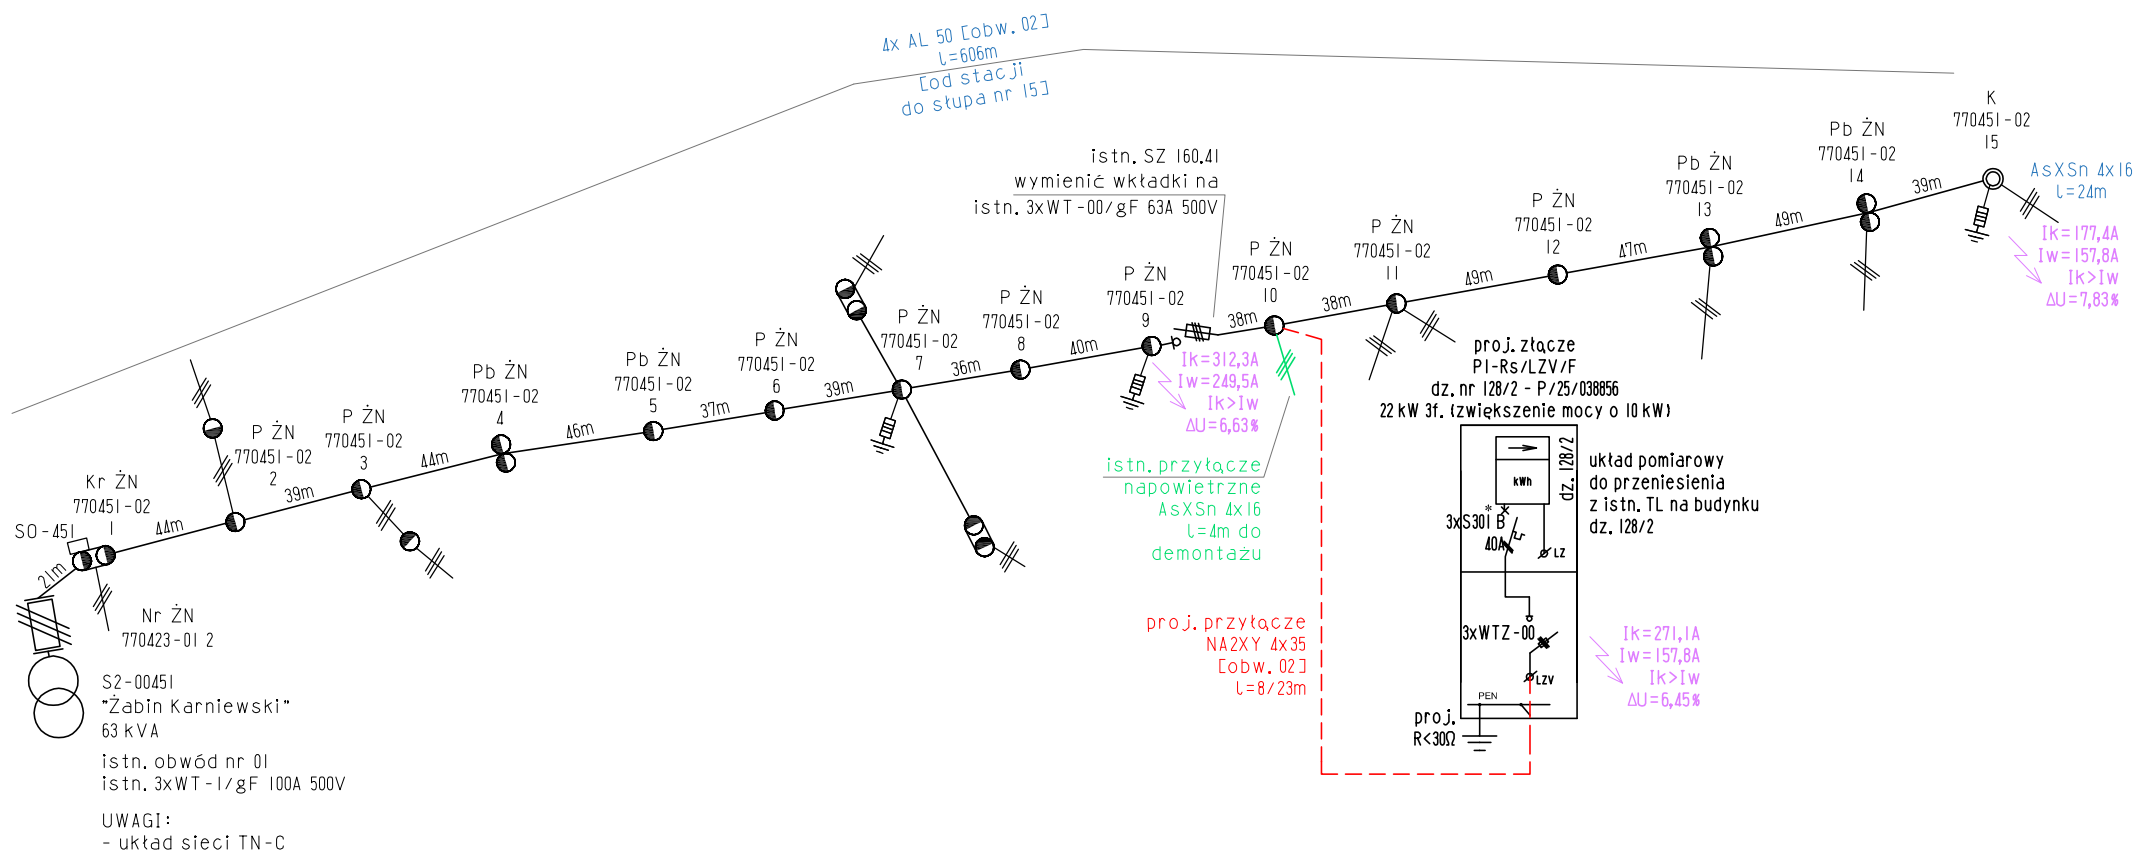 4x AL 50 [obw. 02]
l=606m
[od stacji
do słupa nr 15]
K
770451-02
15
AsXSn 4x16
l=24m
Ik=177,4A
Iw=157,8A
Ik>Iw
ΔU=7,83%
Pb ŻN
770451-02
14
39m
Pb ŻN
770451-02
13
49m
P ŻN
770451-02
12
47m
P ŻN
770451-02
11
49m
istn. SZ 160.41
wymienić wkładki na
istn. 3xWT-00/gF 63A 500V
P ŻN
770451-02
10
38m
P ŻN
770451-02
9
38m
Ik=312,3A
Iw=249,5A
Ik>Iw
ΔU=6,63%
P ŻN
770451-02
8
40m
P ŻN
770451-02
7
36m
P ŻN
770451-02
6
39m
Pb ŻN
770451-02
5
37m
Pb ŻN
770451-02
4
46m
P ŻN
770451-02
3
44m
P ŻN
770451-02
2
39m
Kr ŻN
770451-02
1
44m
SO-451
21m
Nr ŻN
770423-01 2
S2-00451
"Żabin Karniewski"
63 kVA
istn. obwód nr 01
istn. 3xWT-1/gF 100A 500V
UWAGI:
- układ sieci TN-C
istn. przyłącze
napowietrzne
AsXSn 4x16
l=4m do
demontażu
proj. przyłącze
NA2XY 4x35
[obw. 02]
l=8/23m
proj. złącze
P1-Rs/LZV/F
dz. nr 128/2 - P/25/038856
22 kW 3f. (zwiększenie mocy o 10 kW)
dz. 128/2
kWh
*
3xS301 B
40A
LZ
układ pomiarowy
do przeniesienia
z istn. TL na budynku
dz. 128/2
3xWTZ-00
LZV
PEN
proj.
R<30Ω
Ik=271,1A
Iw=157,8A
Ik>Iw
ΔU=6,45%